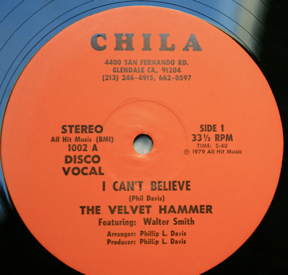 CHILA
4400 SAN FERNANDO RD.
GLENDALE CA, 91204
(213) 246-4915, 662-0597
STEREO
All Hit Music (BMI)
1002 A
DISCO
VOCAL
SIDE 1
33⅓ RPM
TIME: 5:40
℗ 1979 All Hit Music
I CAN'T BELIEVE
(Phil Davis)
THE VELVET HAMMER
Featuring: Walter Smith
Arranger: Phillip L. Davis
Producer: Phillip L. Davis